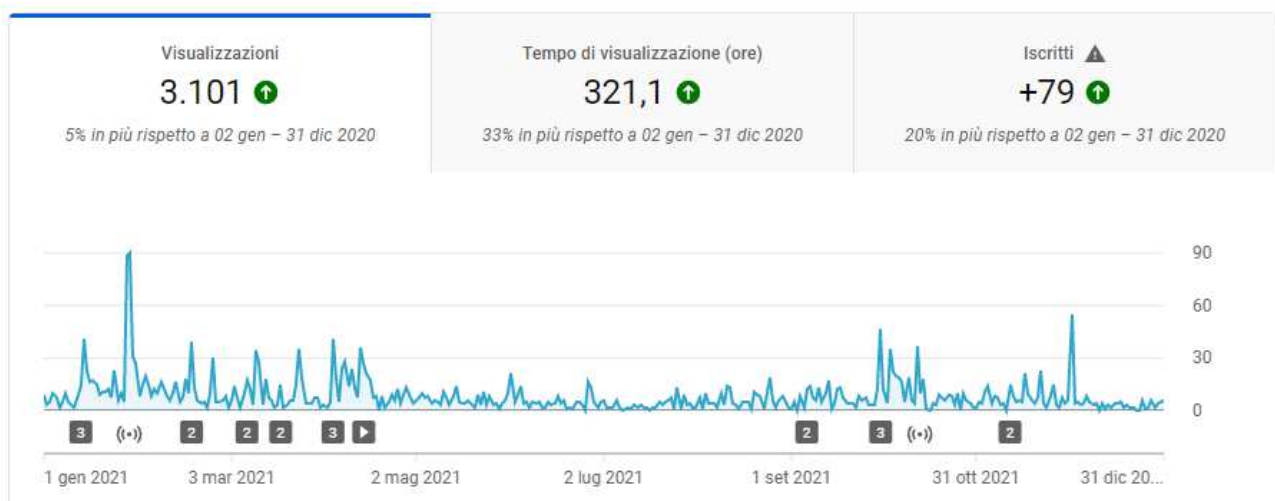 Visualizzazioni
3.101
5% in più rispetto a 02 gen – 31 dic 2020
Tempo di visualizzazione (ore)
321,1
33% in più rispetto a 02 gen – 31 dic 2020
Iscritti
+79
20% in più rispetto a 02 gen – 31 dic 2020
90
60
30
0
3 2 2 2 3 2 3 2
1 gen 2021 3 mar 2021 2 mag 2021 2 lug 2021 1 set 2021 31 ott 2021 31 dic 20...